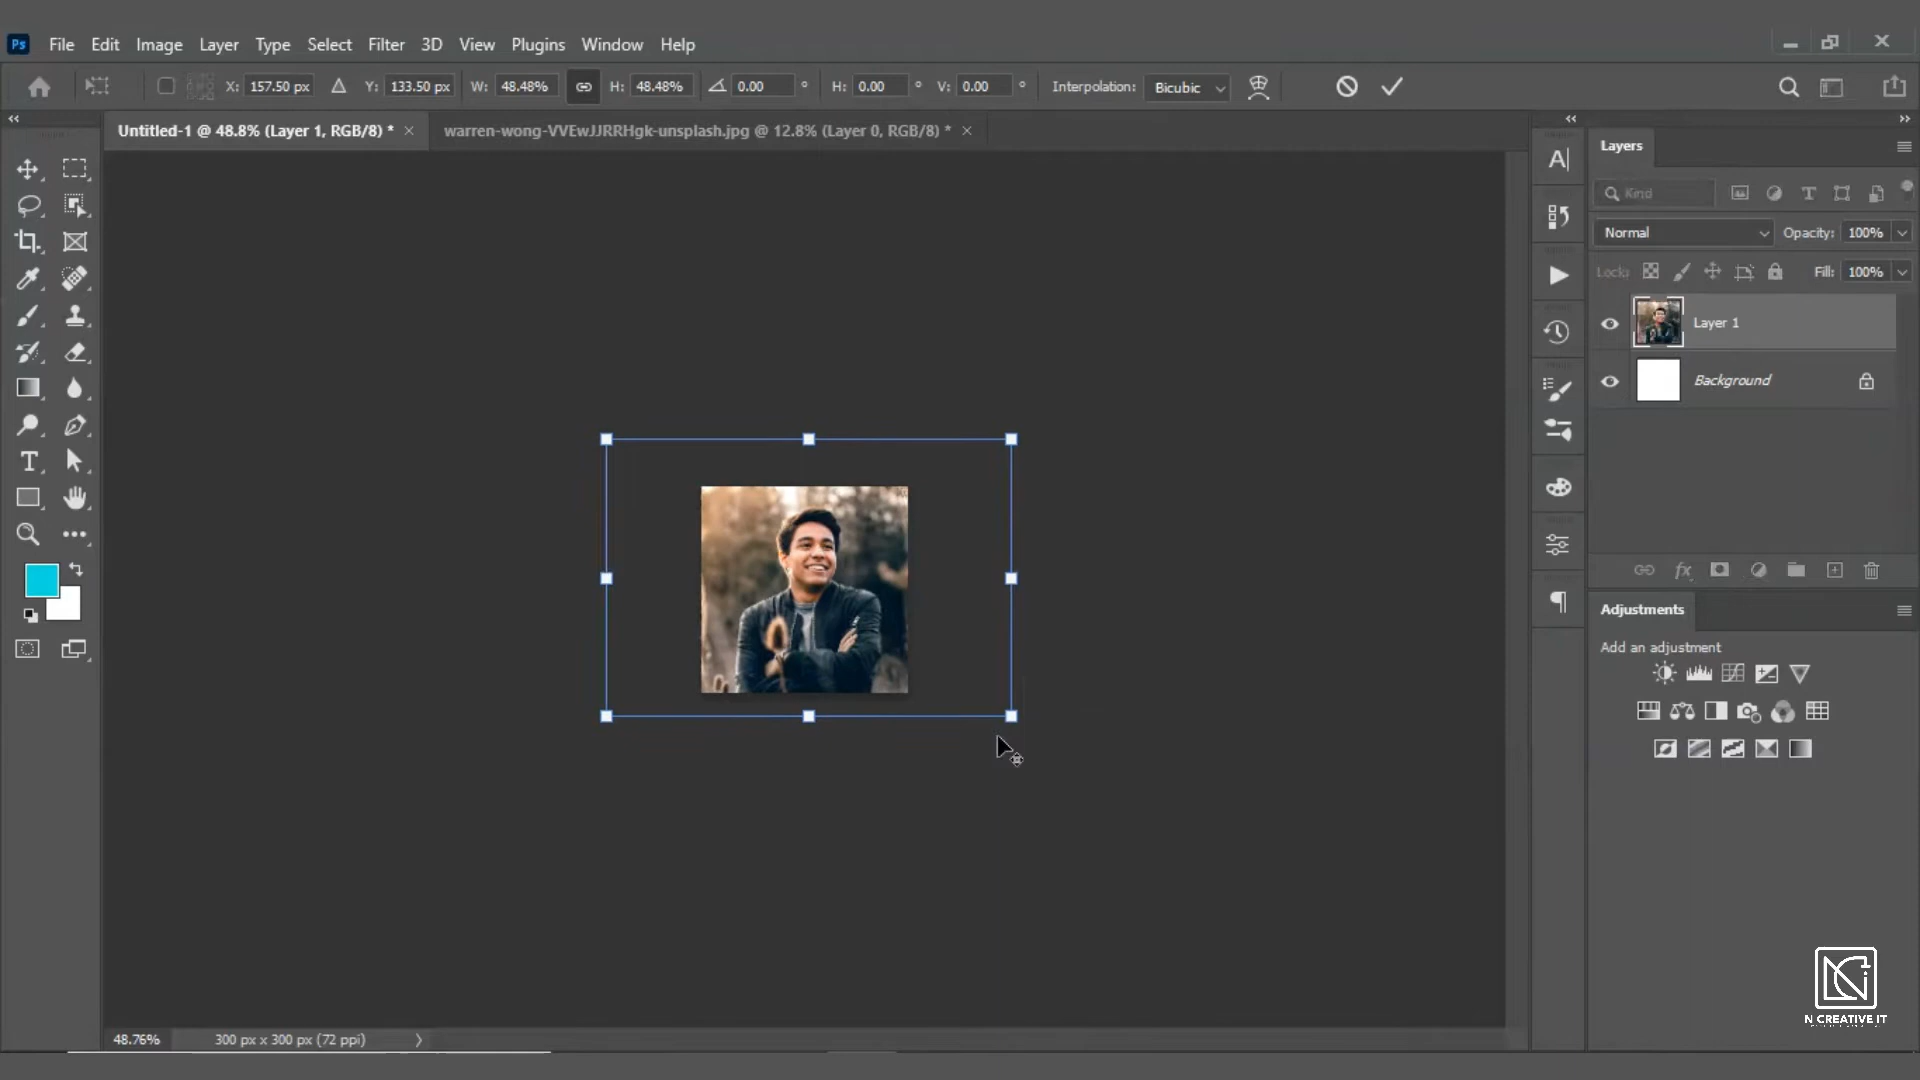 Ps File Edit Image Layer Type Select Filter 3D View Plugins Window Help
X: 157.50 px Y: 133.50 px W: 48.48% H: 48.48% 0.00 ° H: 0.00 ° V: 0.00 ° Interpolation: Bicubic
Untitled-1 @ 48.8% (Layer 1, RGB/8) * × warren-wong-VVEwJJRRHgk-unsplash.jpg @ 12.8% (Layer 0, RGB/8) * ×
Layers
Kind
Normal Opacity: 100%
Lock: Fill: 100%
Layer 1
Background
Adjustments
Add an adjustment
N CREATIVE IT
48.76% 300 px x 300 px (72 ppi)